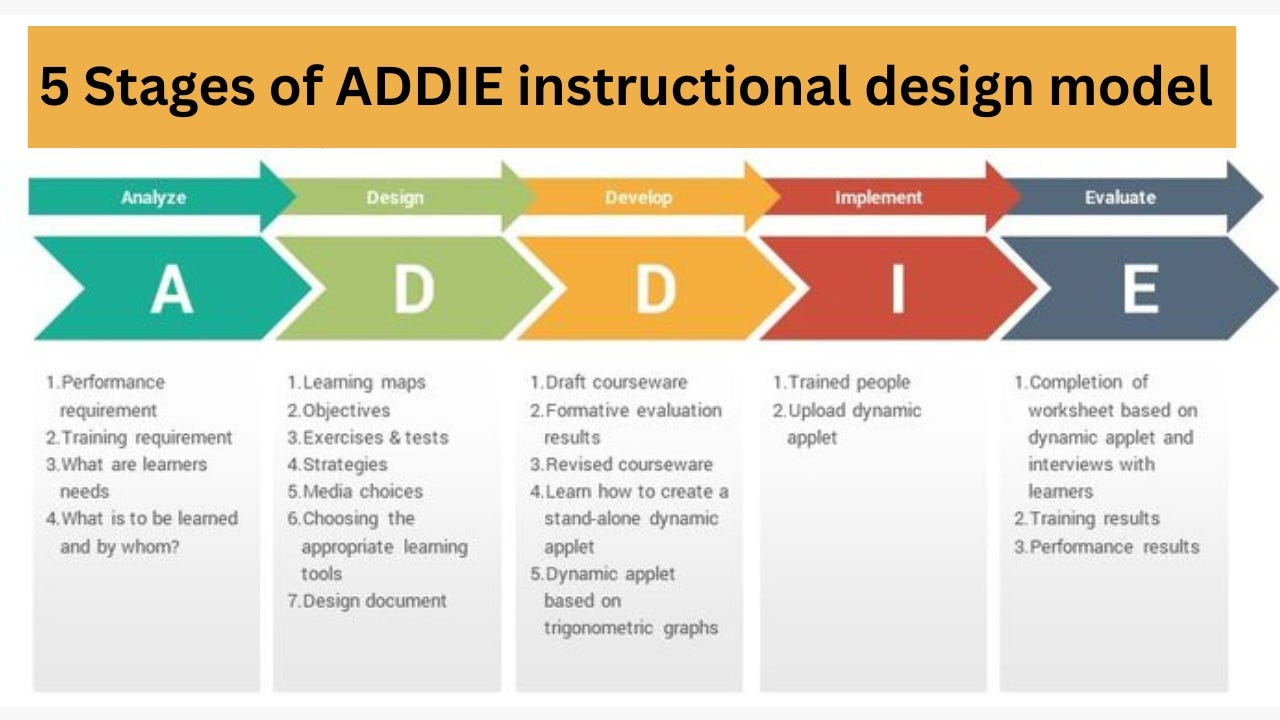 5 Stages of ADDIE instructional design model
Analyze
Design
Develop
Implement
Evaluate
A
D
D
I
E
1.Performance
requirement
2.Training requirement
3.What are learners
needs
4.What is to be learned
and by whom?
1.Learning maps
2.Objectives
3.Exercises & tests
4.Strategies
5.Media choices
6.Choosing the
appropriate learning
tools
7.Design document
1.Draft courseware
2.Formative evaluation
results
3.Revised courseware
4.Learn how to create a
stand-alone dynamic
applet
5.Dynamic applet
based on
trigonometric graphs
1.Trained people
2.Upload dynamic
applet
1.Completion of
worksheet based on
dynamic applet and
interviews with
learners
2.Training results
3.Performance results